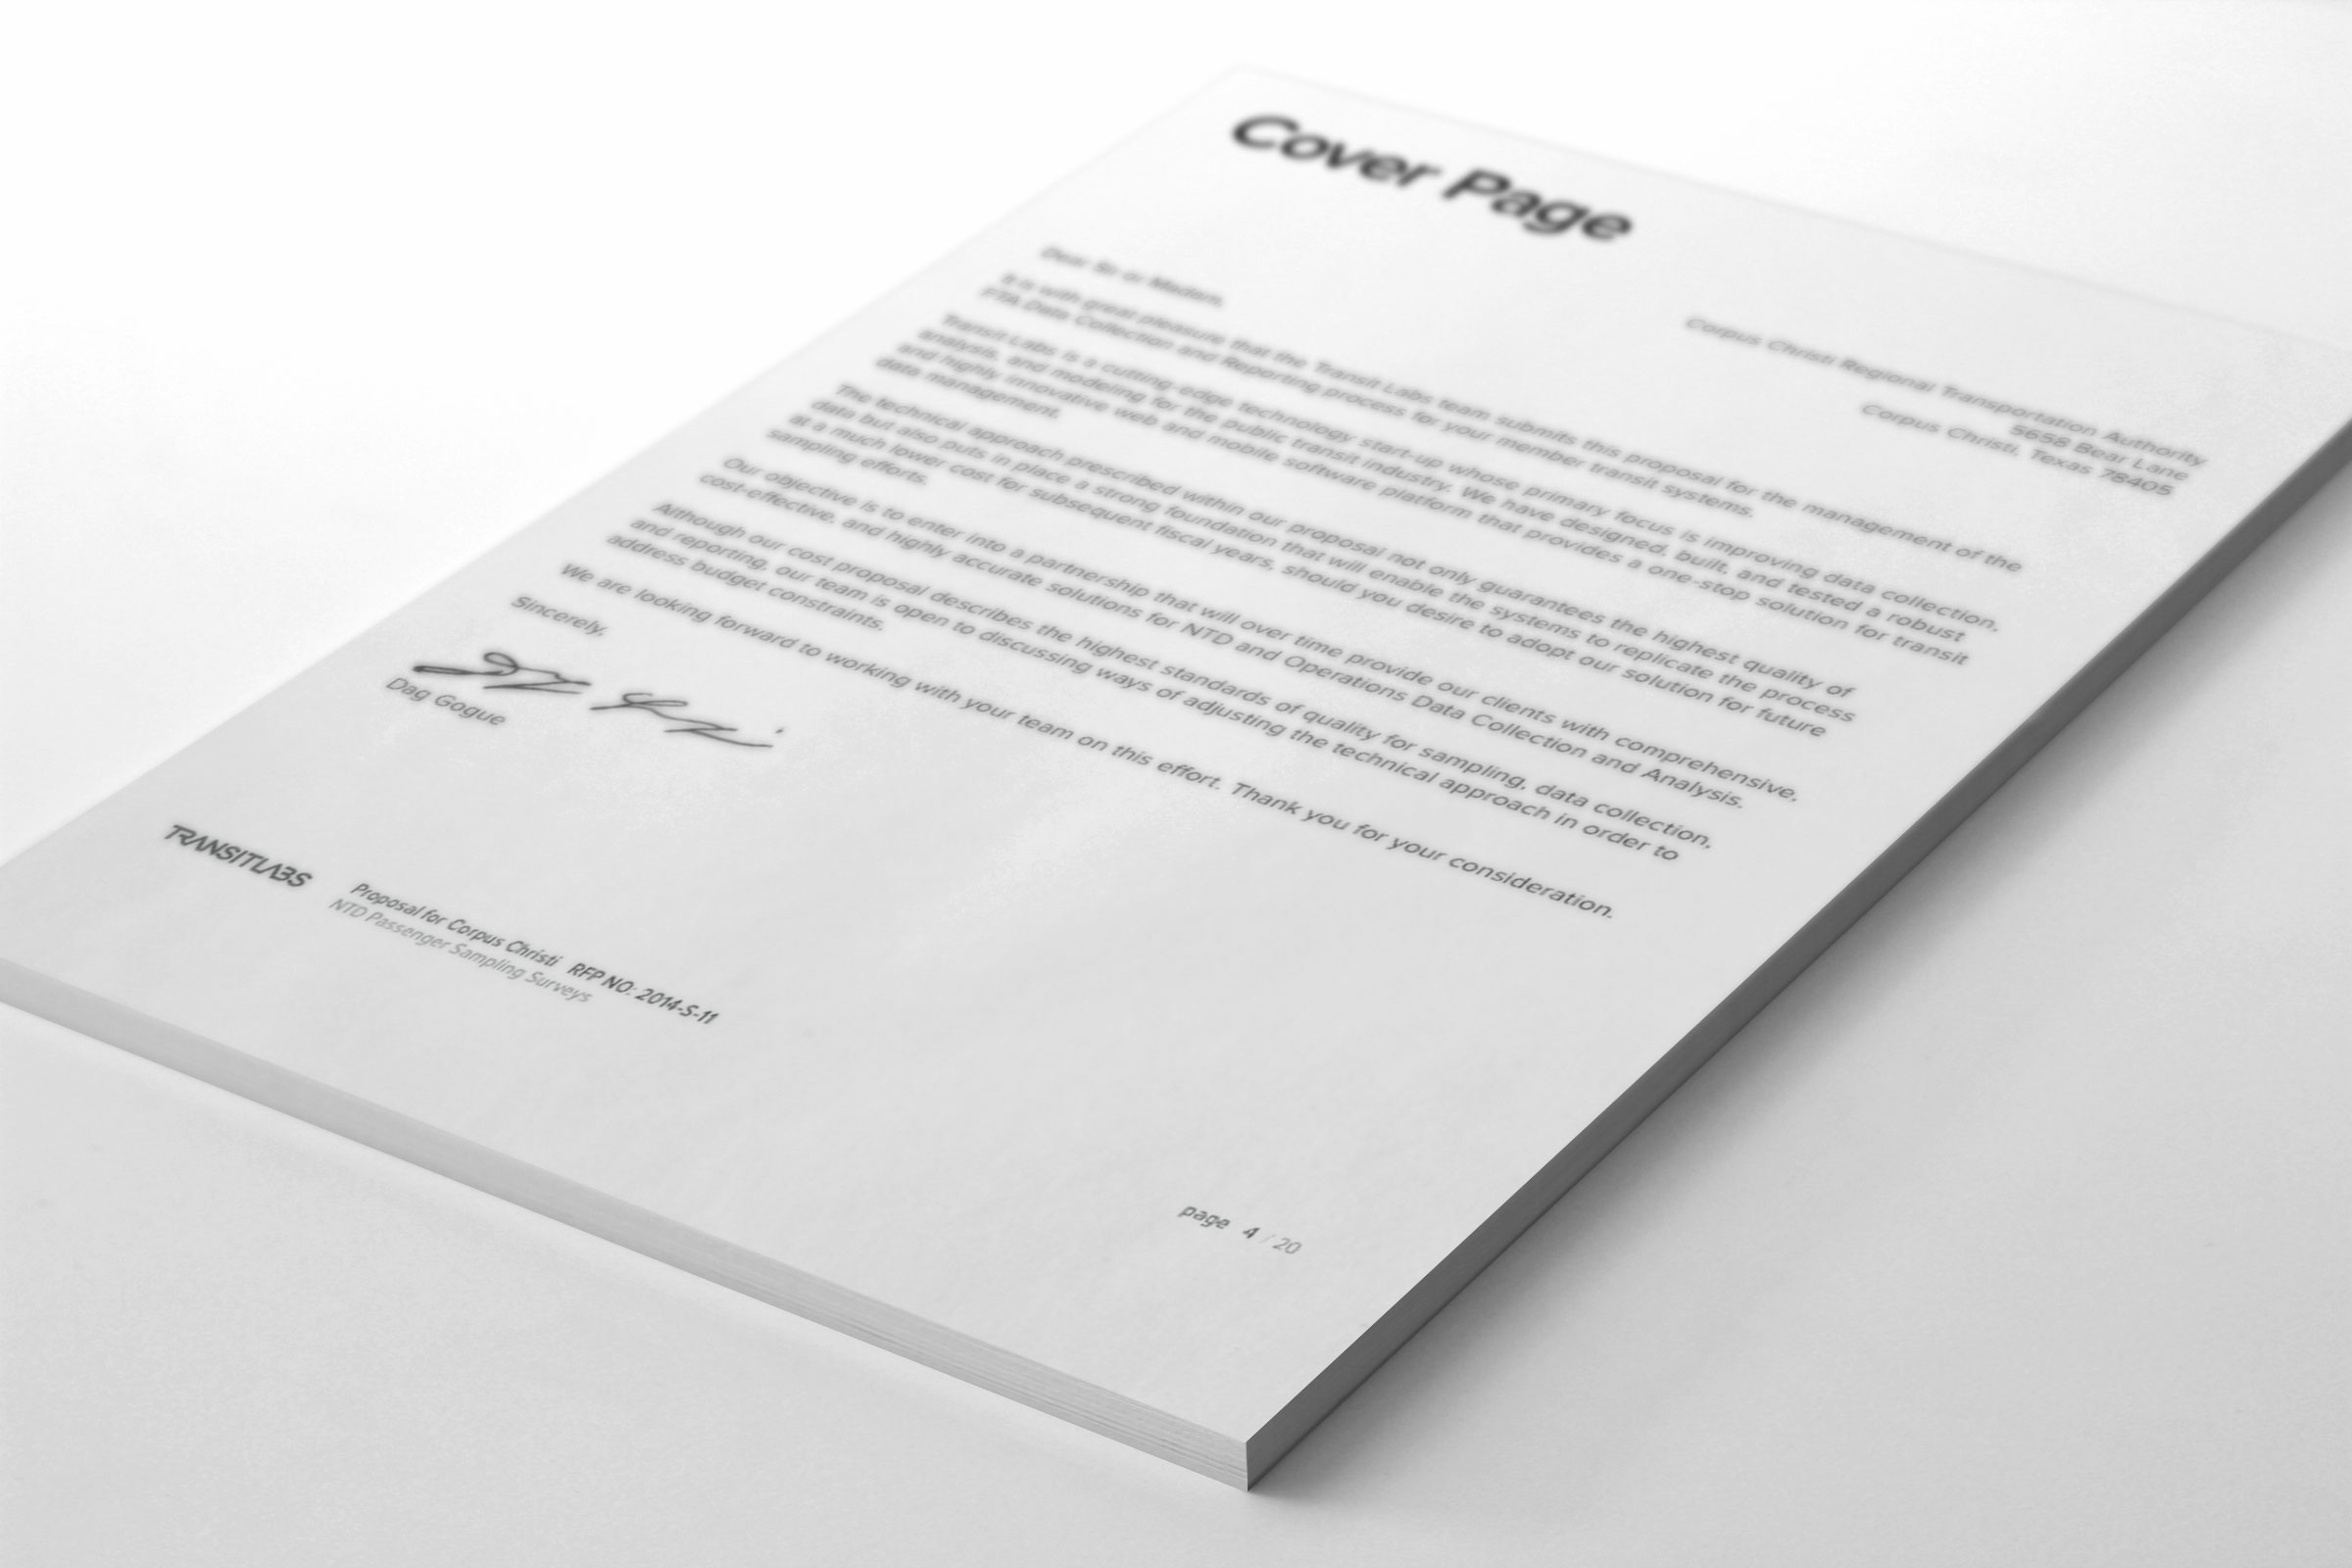 Cover Page
Corpus Christi Regional Transportation Authority
5658 Bear Lane
Corpus Christi, Texas 78405
Dear Sir or Madam,
It is with great pleasure that the Transit Labs team submits this proposal for the management of the
FTA Data Collection and Reporting process for your member transit systems.
Transit Labs is a cutting-edge technology start-up whose primary focus is improving data collection,
analysis, and modeling for the public transit industry. We have designed, built, and tested a robust
and highly innovative web and mobile software platform that provides a one-stop solution for transit
data management.
The technical approach prescribed within our proposal not only guarantees the highest quality of
data but also puts in place a strong foundation that will enable the systems to replicate the process
at a much lower cost for subsequent fiscal years, should you desire to adopt our solution for future
sampling efforts.
Our objective is to enter into a partnership that will over time provide our clients with comprehensive,
cost-effective, and highly accurate solutions for NTD and Operations Data Collection and Analysis.
Although our cost proposal describes the highest standards of quality for sampling, data collection,
and reporting, our team is open to discussing ways of adjusting the technical approach in order to
address budget constraints.
We are looking forward to working with your team on this effort. Thank you for your consideration.
Sincerely,
Dag Gogue
TRANSITLABS
Proposal for Corpus Christi RFP NO: 2014-S-11
NTD Passenger Sampling Surveys
page 4 / 20